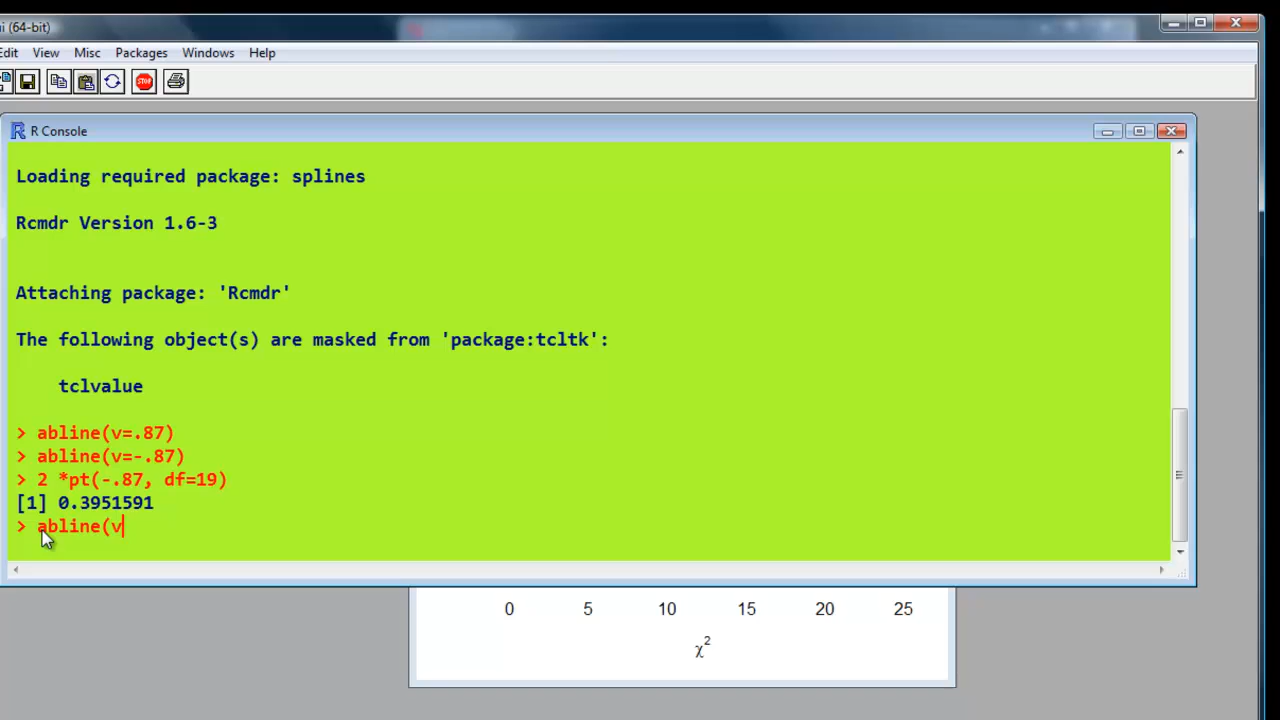 i (64-bit)
Edit View Misc Packages Windows Help
STOP
R R Console
Loading required package: splines
Rcmdr Version 1.6-3
Attaching package: 'Rcmdr'
The following object(s) are masked from 'package:tcltk':
tclvalue
> abline(v=.87)
> abline(v=-.87)
> 2 *pt(-.87, df=19)
[1] 0.3951591
> abline(v
0 5 10 15 20 25
χ²